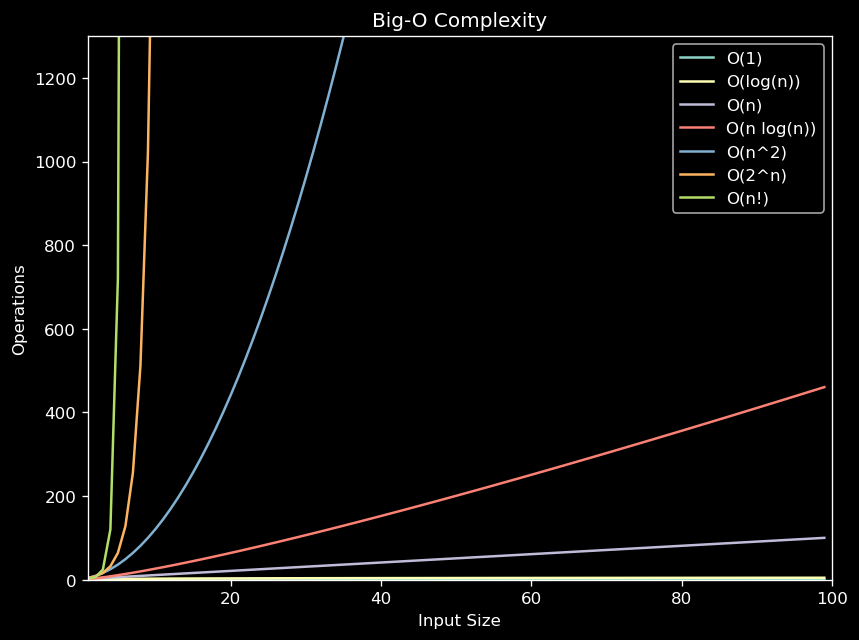 Big-O Complexity
O(1)
O(log(n))
O(n)
O(n log(n))
O(n^2)
O(2^n)
O(n!)
1200
1000
800
600
400
200
0
Operations
20
40
60
80
100
Input Size